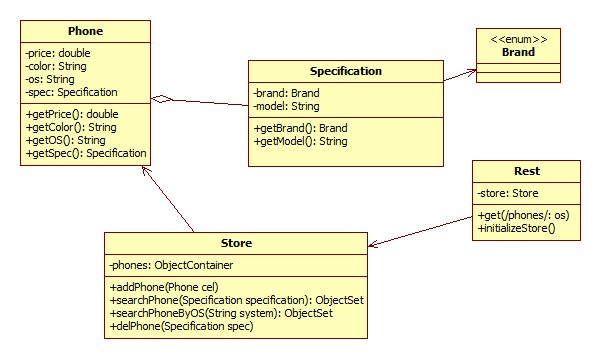 Phone
-price: double
-color: String
-os: String
-spec: Specification
+getPrice(): double
+getColor(): String
+getOS(): String
+getSpec(): Specification
Specification
-brand: Brand
-model: String
+getBrand(): Brand
+getModel(): String
<<enum>>
Brand
Rest
-store: Store
+get(/phones/: os)
+initializeStore()
Store
-phones: ObjectContainer
+addPhone(Phone cel)
+searchPhone(Specification specification): ObjectSet
+searchPhoneByOS(String system): ObjectSet
+delPhone(Specification spec)